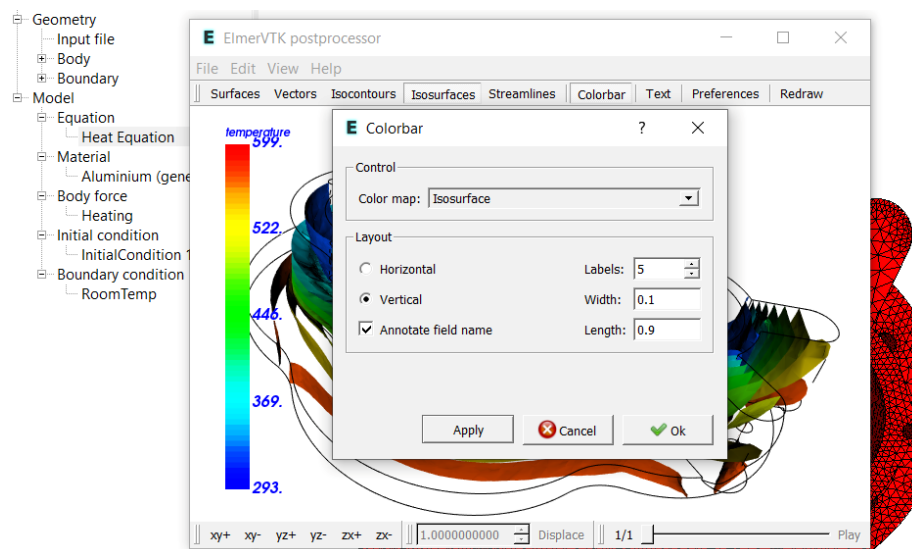 Geometry
Input file
Body
Boundary
Model
Equation
Heat Equation
Material
Aluminium (gene
Body force
Heating
Initial condition
InitialCondition 1
Boundary condition
RoomTemp
E ElmerVTK postprocessor
File Edit View Help
Surfaces Vectors Isocontours Isosurfaces Streamlines Colorbar Text Preferences Redraw
temperature
599.
522.
446.
369.
293.
E Colorbar ?
Control
Color map: Isosurface
Layout
Horizontal Labels: 5
Vertical Width: 0.1
Annotate field name Length: 0.9
Apply Cancel Ok
xy+ xy- yz+ yz- zx+ zx- 1.0000000000 Displace 1/1 Play